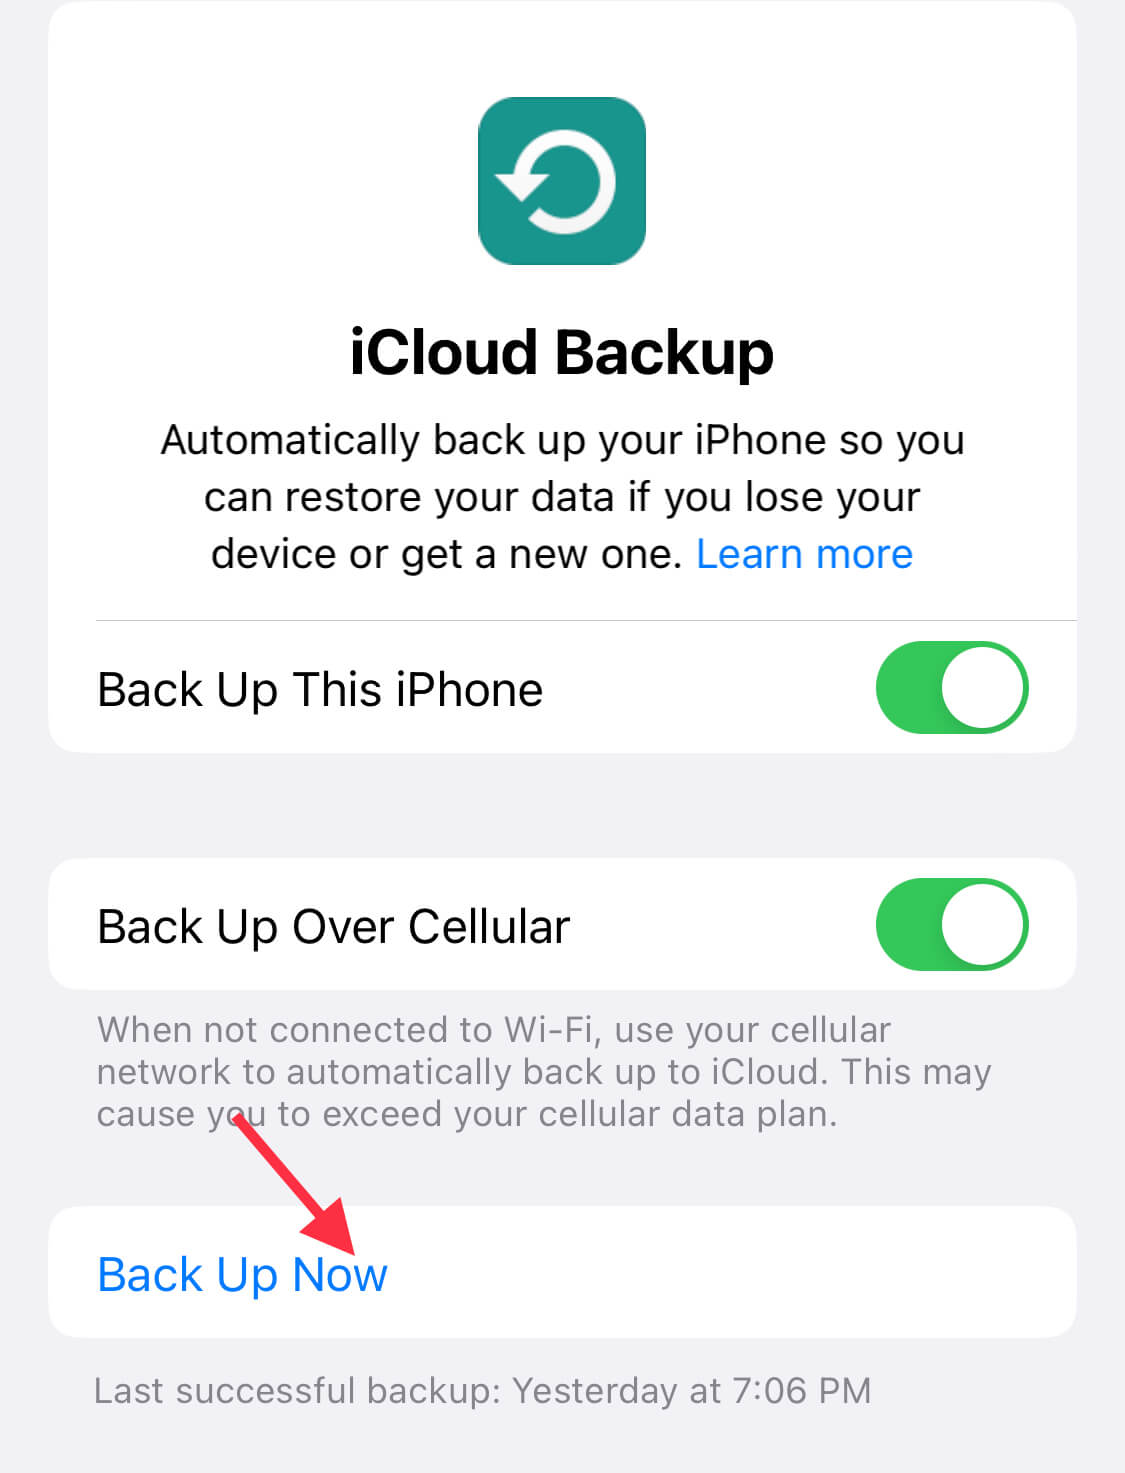 iCloud Backup
Automatically back up your iPhone so you
can restore your data if you lose your
device or get a new one. Learn more
Back Up This iPhone
Back Up Over Cellular
When not connected to Wi-Fi, use your cellular
network to automatically back up to iCloud. This may
cause you to exceed your cellular data plan.
Back Up Now
Last successful backup: Yesterday at 7:06 PM